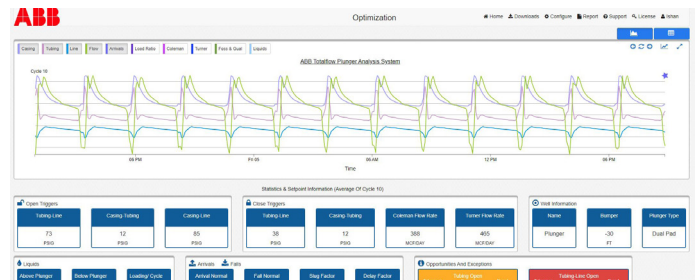 ABB
Optimization
Home Downloads Configure Report Support License Ishan
Casing Tubing Line Flow Arrivals Load Ratio Coleman Turner Foss & Gaul Liquids
ABB Totalflow Plunger Analysis System
Cycle 10
06 PM Fri 05 06 AM 12 PM 06 PM
Time
Statistics & Setpoint Information (Average Of Cycle 10)
Open Triggers Close Triggers Well Information
Tubing-Line Casing-Tubing Casing-Line Tubing-Line Casing-Tubing Coleman Flow Rate Turner Flow Rate Name Bumper Plunger Type
73 12 85 38 12 388 465 Plunger -30 Dual Pad
PSIG PSIG PSIG PSIG PSIG MCF/DAY MCF/DAY FT
Liquids Arrivals Falls Opportunities And Exceptions
Above Plunger Below Plunger Loading/ Cycle Arrival Normal Fall Normal Slug Factor Delay Factor Tubing Open Tubing Line Open